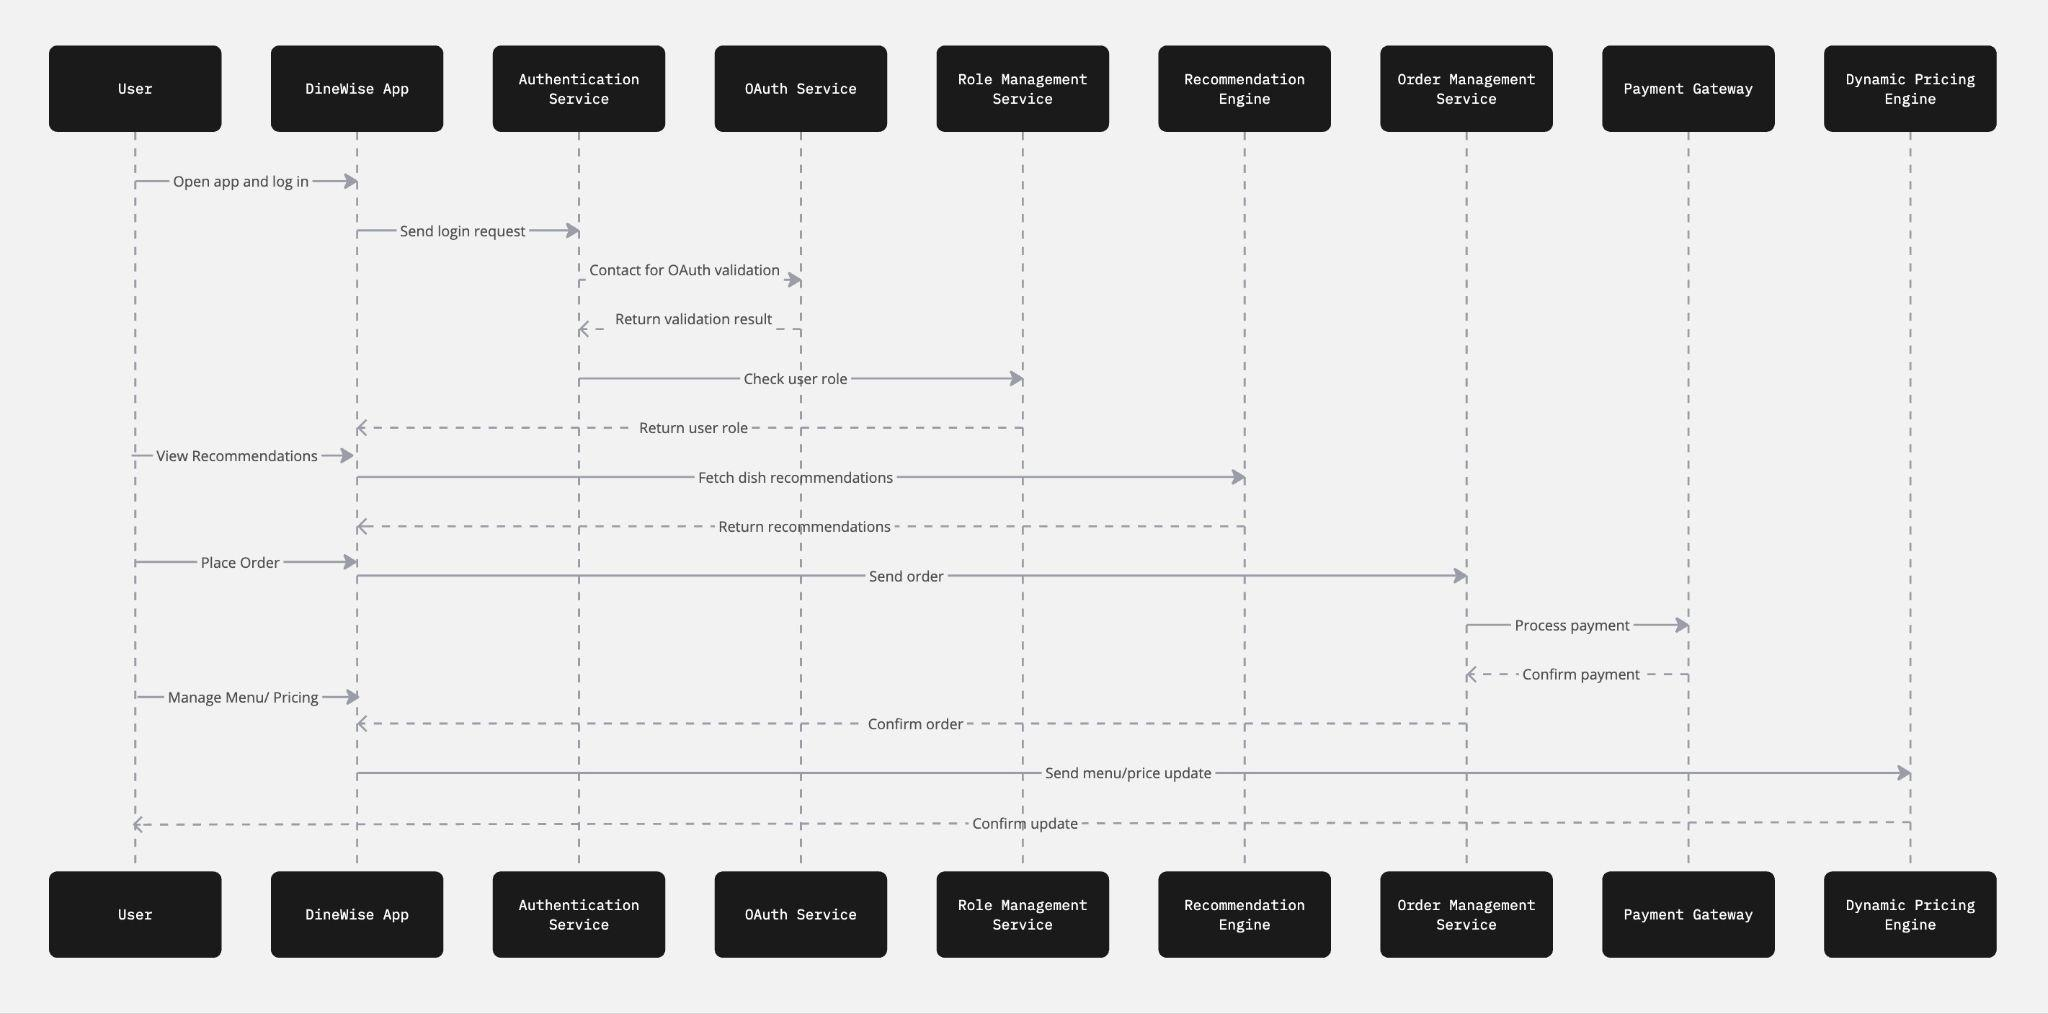 User
DineWise App
Authentication
Service
OAuth Service
Role Management
Service
Recommendation
Engine
Order Management
Service
Payment Gateway
Dynamic Pricing
Engine
Open app and log in
Send login request
Contact for OAuth validation
Return validation result
Check user role
Return user role
View Recommendations
Fetch dish recommendations
Return recommendations
Place Order
Send order
Process payment
Confirm payment
Manage Menu/ Pricing
Confirm order
Send menu/price update
Confirm update
User
DineWise App
Authentication
Service
OAuth Service
Role Management
Service
Recommendation
Engine
Order Management
Service
Payment Gateway
Dynamic Pricing
Engine